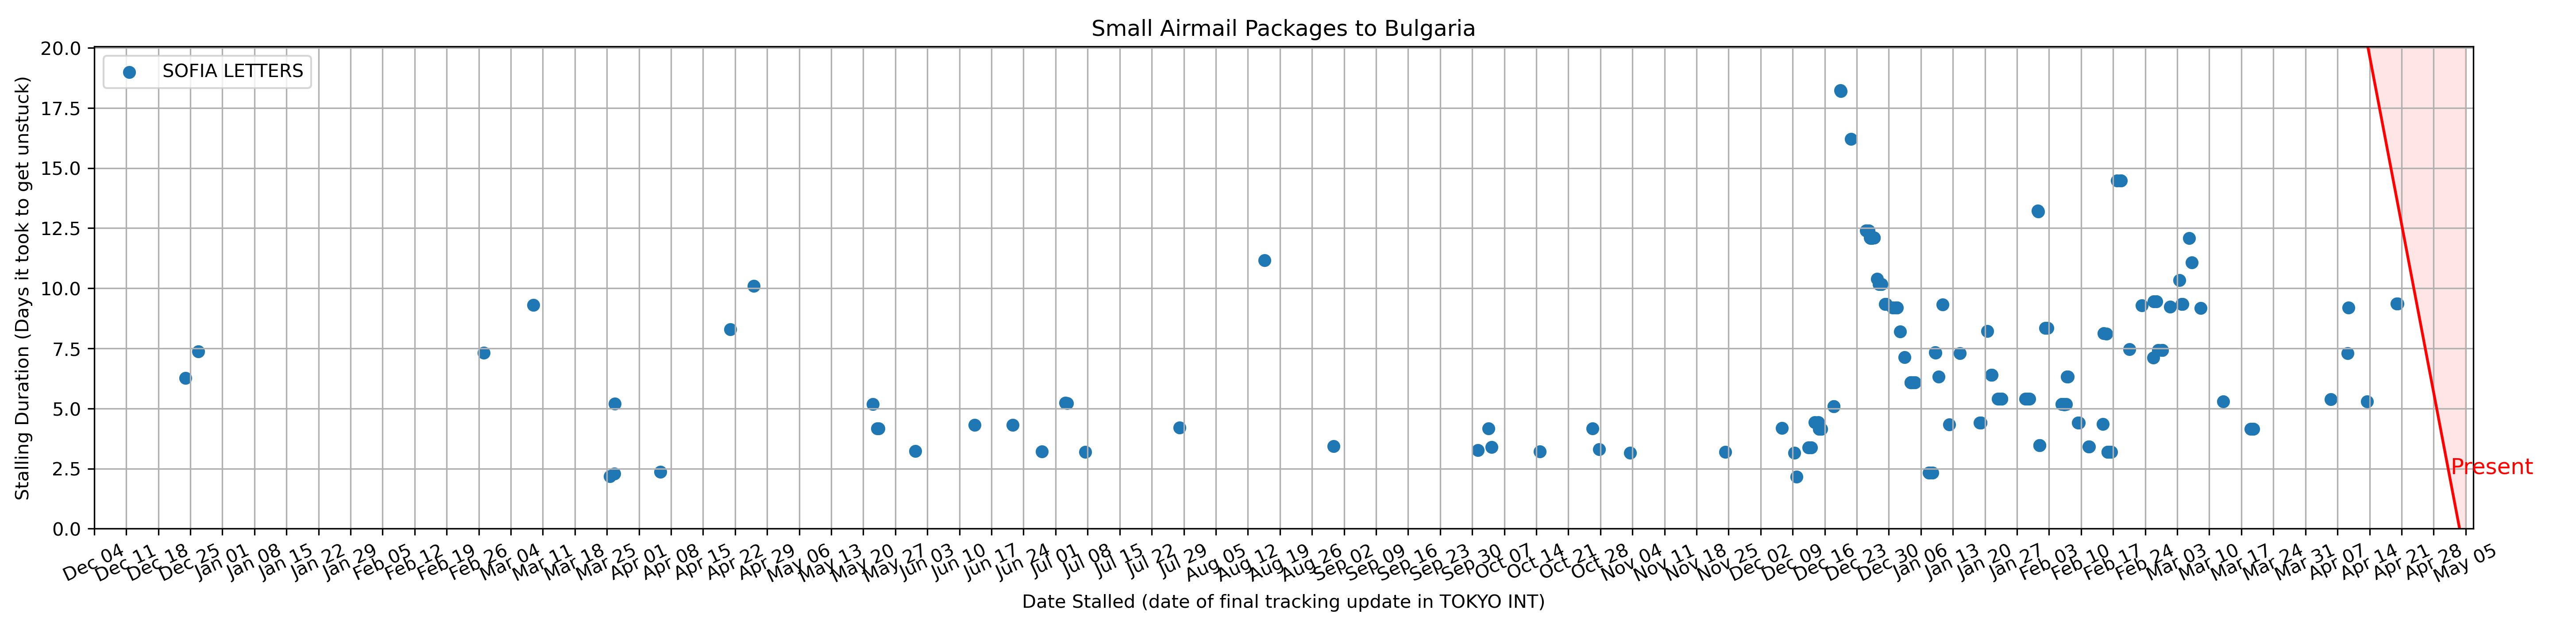 Small Airmail Packages to Bulgaria
SOFIA LETTERS
Stalling Duration (Days it took to get unstuck)
20.0
17.5
15.0
12.5
10.0
7.5
5.0
2.5
0.0
Present
Dec 04
Dec 11
Dec 18
Dec 25
Jan 01
Jan 08
Jan 15
Jan 22
Jan 29
Feb 05
Feb 12
Feb 19
Feb 26
Mar 04
Mar 11
Mar 18
Mar 25
Apr 01
Apr 08
Apr 15
Apr 22
Apr 29
May 06
May 13
May 20
May 27
Jun 03
Jun 10
Jun 17
Jun 24
Jul 01
Jul 08
Jul 15
Jul 22
Jul 29
Aug 05
Aug 12
Aug 19
Aug 26
Sep 02
Sep 09
Sep 16
Sep 23
Sep 30
Oct 07
Oct 14
Oct 21
Oct 28
Nov 04
Nov 11
Nov 18
Nov 25
Dec 02
Dec 09
Dec 16
Dec 23
Dec 30
Jan 06
Jan 13
Jan 20
Jan 27
Feb 03
Feb 10
Feb 17
Feb 24
Mar 03
Mar 10
Mar 17
Mar 24
Mar 31
Apr 07
Apr 14
Apr 21
Apr 28
May 05
Date Stalled (date of final tracking update in TOKYO INT)